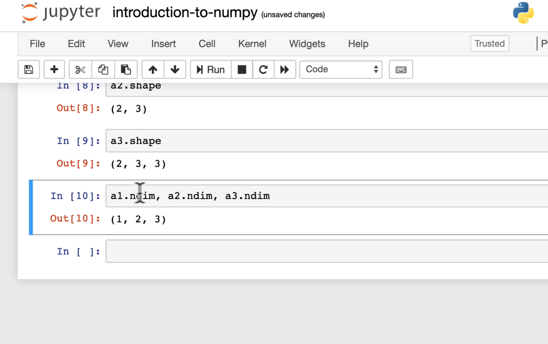 jupyter introduction-to-numpy (unsaved changes)
File Edit View Insert Cell Kernel Widgets Help Trusted P
Run Code
In [8]: a2.shape
Out[8]: (2, 3)
In [9]: a3.shape
Out[9]: (2, 3, 3)
In [10]: a1.ndim, a2.ndim, a3.ndim
Out[10]: (1, 2, 3)
In [ ]: